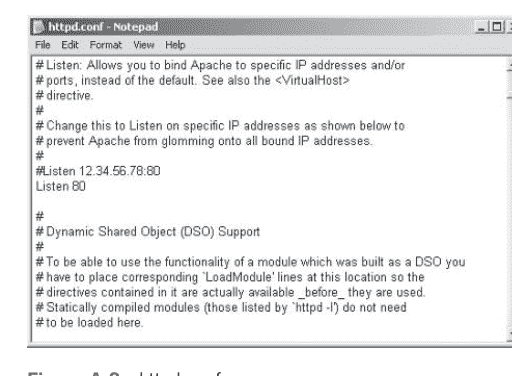 httpd.conf - Notepad
File Edit Format View Help
# Listen: Allows you to bind Apache to specific IP addresses and/or
# ports, instead of the default. See also the <VirtualHost>
# directive.
#
# Change this to Listen on specific IP addresses as shown below to
# prevent Apache from glomming onto all bound IP addresses.
#
#Listen 12.34.56.78:80
Listen 80
#
# Dynamic Shared Object (DSO) Support
#
# To be able to use the functionality of a module which was built as a DSO you
# have to place corresponding `LoadModule' lines at this location so the
# directives contained in it are actually available _before_ they are used.
# Statically compiled modules (those listed by `httpd -l') do not need
# to be loaded here.